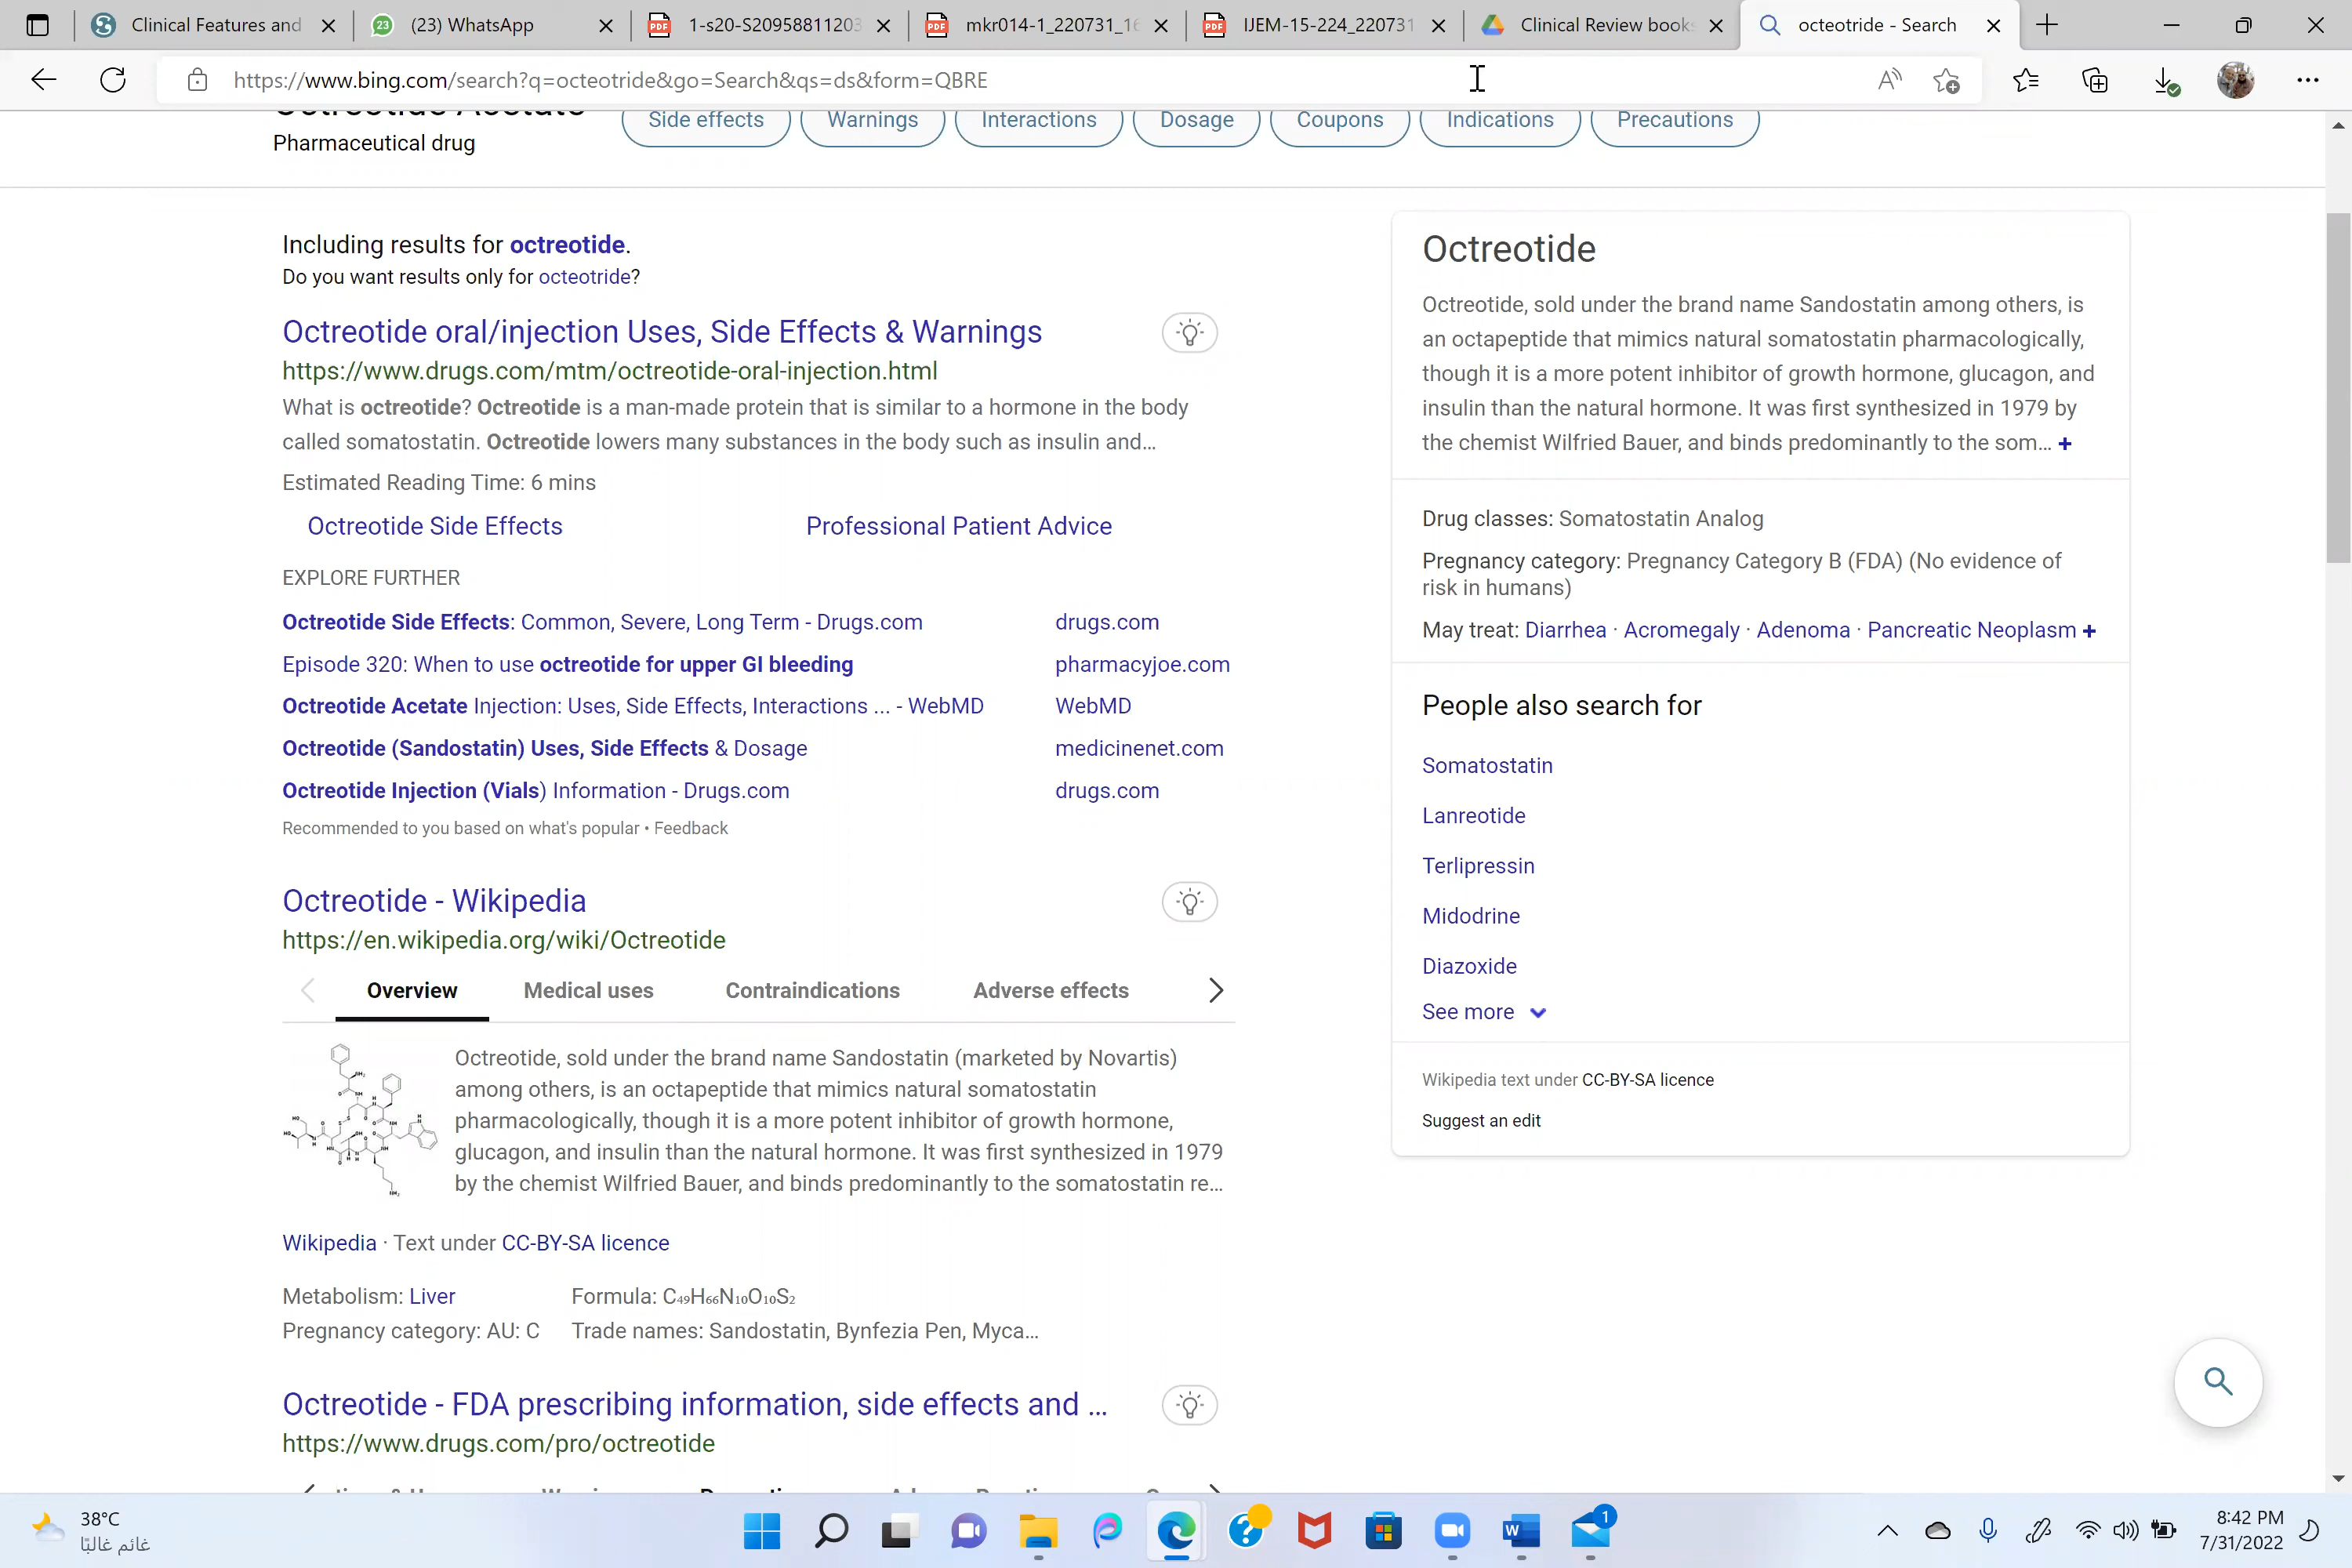 Clinical Features and
(23) WhatsApp
1-s20-S2095881120
mkr014-1_220731_16
IJEM-15-224_220731
Clinical Review books
octeotride - Search
https://www.bing.com/search?q=octeotride&go=Search&qs=ds&form=QBRE
Octreotide Acetate
Pharmaceutical drug
Side effects
Warnings
Interactions
Dosage
Coupons
Indications
Precautions
Including results for octreotide.
Do you want results only for octeotride?
Octreotide oral/injection Uses, Side Effects & Warnings
https://www.drugs.com/mtm/octreotide-oral-injection.html
What is octreotide? Octreotide is a man-made protein that is similar to a hormone in the body
called somatostatin. Octreotide lowers many substances in the body such as insulin and...
Estimated Reading Time: 6 mins
Octreotide Side Effects Professional Patient Advice
EXPLORE FURTHER
Octreotide Side Effects: Common, Severe, Long Term - Drugs.com drugs.com
Episode 320: When to use octreotide for upper GI bleeding pharmacyjoe.com
Octreotide Acetate Injection: Uses, Side Effects, Interactions ... - WebMD WebMD
Octreotide (Sandostatin) Uses, Side Effects & Dosage medicinenet.com
Octreotide Injection (Vials) Information - Drugs.com drugs.com
Recommended to you based on what's popular • Feedback
Octreotide - Wikipedia
https://en.wikipedia.org/wiki/Octreotide
Overview Medical uses Contraindications Adverse effects
Octreotide, sold under the brand name Sandostatin (marketed by Novartis)
among others, is an octapeptide that mimics natural somatostatin
pharmacologically, though it is a more potent inhibitor of growth hormone,
glucagon, and insulin than the natural hormone. It was first synthesized in 1979
by the chemist Wilfried Bauer, and binds predominantly to the somatostatin re...
Wikipedia · Text under CC-BY-SA licence
Metabolism: Liver Formula: C₄₉H₆₆N₁₀O₁₀S₂
Pregnancy category: AU: C Trade names: Sandostatin, Bynfezia Pen, Myca...
Octreotide - FDA prescribing information, side effects and ...
https://www.drugs.com/pro/octreotide
Octreotide
Octreotide, sold under the brand name Sandostatin among others, is
an octapeptide that mimics natural somatostatin pharmacologically,
though it is a more potent inhibitor of growth hormone, glucagon, and
insulin than the natural hormone. It was first synthesized in 1979 by
the chemist Wilfried Bauer, and binds predominantly to the som... +
Drug classes: Somatostatin Analog
Pregnancy category: Pregnancy Category B (FDA) (No evidence of
risk in humans)
May treat: Diarrhea · Acromegaly · Adenoma · Pancreatic Neoplasm +
People also search for
Somatostatin
Lanreotide
Terlipressin
Midodrine
Diazoxide
See more
Wikipedia text under CC-BY-SA licence
Suggest an edit
38°C
غائم غالبًا
1
8:42 PM
7/31/2022